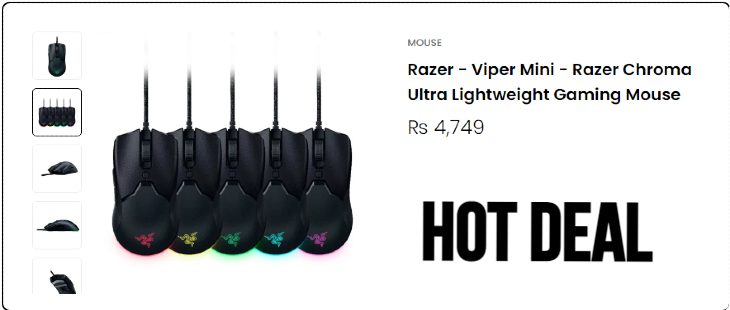 MOUSE
Razer - Viper Mini - Razer Chroma
Ultra Lightweight Gaming Mouse
Rs 4,749
HOT DEAL